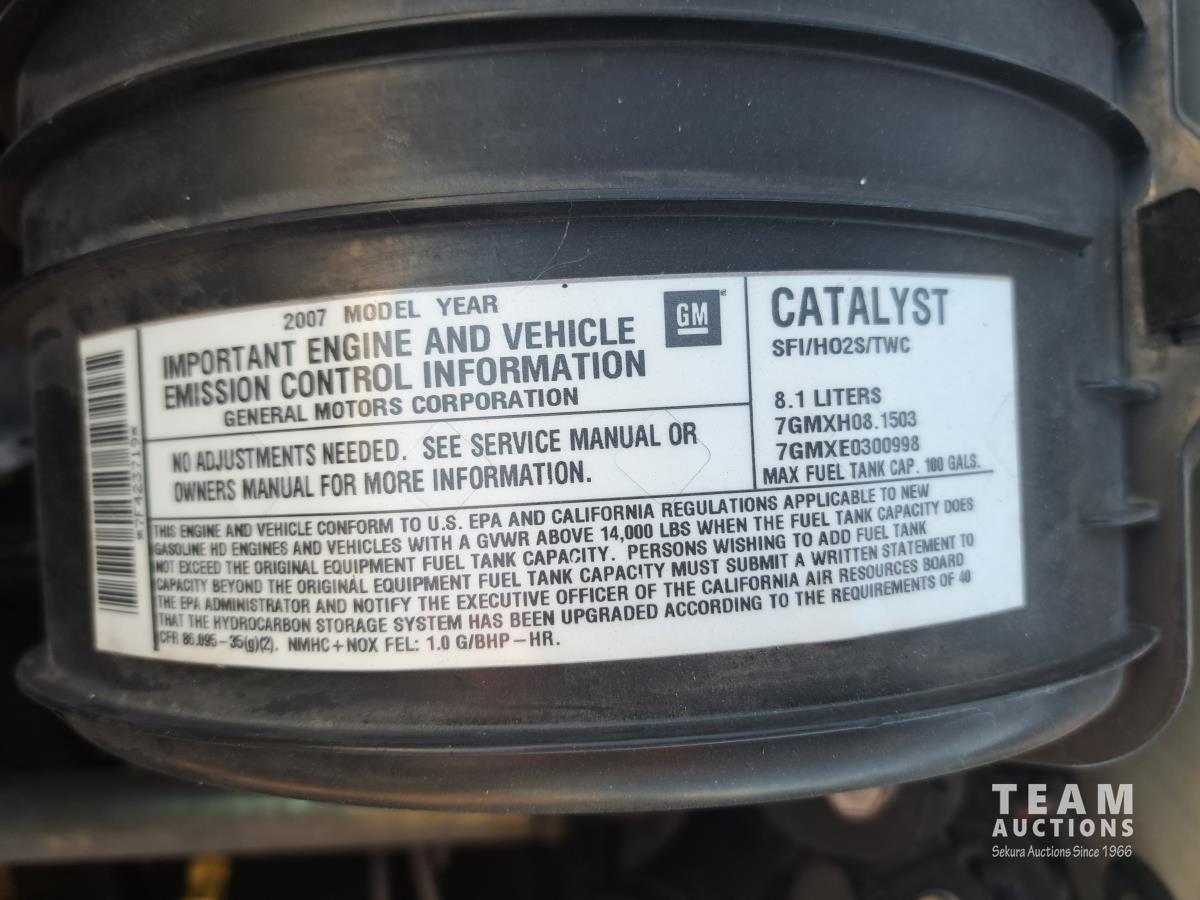 2007 MODEL YEAR
IMPORTANT ENGINE AND VEHICLE
EMISSION CONTROL INFORMATION
GENERAL MOTORS CORPORATION
GM
NO ADJUSTMENTS NEEDED. SEE SERVICE MANUAL OR
OWNERS MANUAL FOR MORE INFORMATION.
CATALYST
SFI/HO2S/TWC
8.1 LITERS
7GMXH08.1503
7GMXE0300998
MAX FUEL TANK CAP. 100 GALS.
THIS ENGINE AND VEHICLE CONFORM TO U.S. EPA AND CALIFORNIA REGULATIONS APPLICABLE TO NEW
GASOLINE HD ENGINES AND VEHICLES WITH A GVWR ABOVE 14,000 LBS WHEN THE FUEL TANK CAPACITY DOES
NOT EXCEED THE ORIGINAL EQUIPMENT FUEL TANK CAPACITY. PERSONS WISHING TO ADD FUEL TANK
CAPACITY BEYOND THE ORIGINAL EQUIPMENT FUEL TANK CAPACITY MUST SUBMIT A WRITTEN STATEMENT TO
THE EPA ADMINISTRATOR AND NOTIFY THE EXECUTIVE OFFICER OF THE CALIFORNIA AIR RESOURCES BOARD
THAT THE HYDROCARBON STORAGE SYSTEM HAS BEEN UPGRADED ACCORDING TO THE REQUIREMENTS OF 40
CFR 86.095-35(g)(2). NMHC+NOX FEL: 1.0 G/BHP-HR.
TEAM
AUCTIONS
Sekura Auctions Since 1966